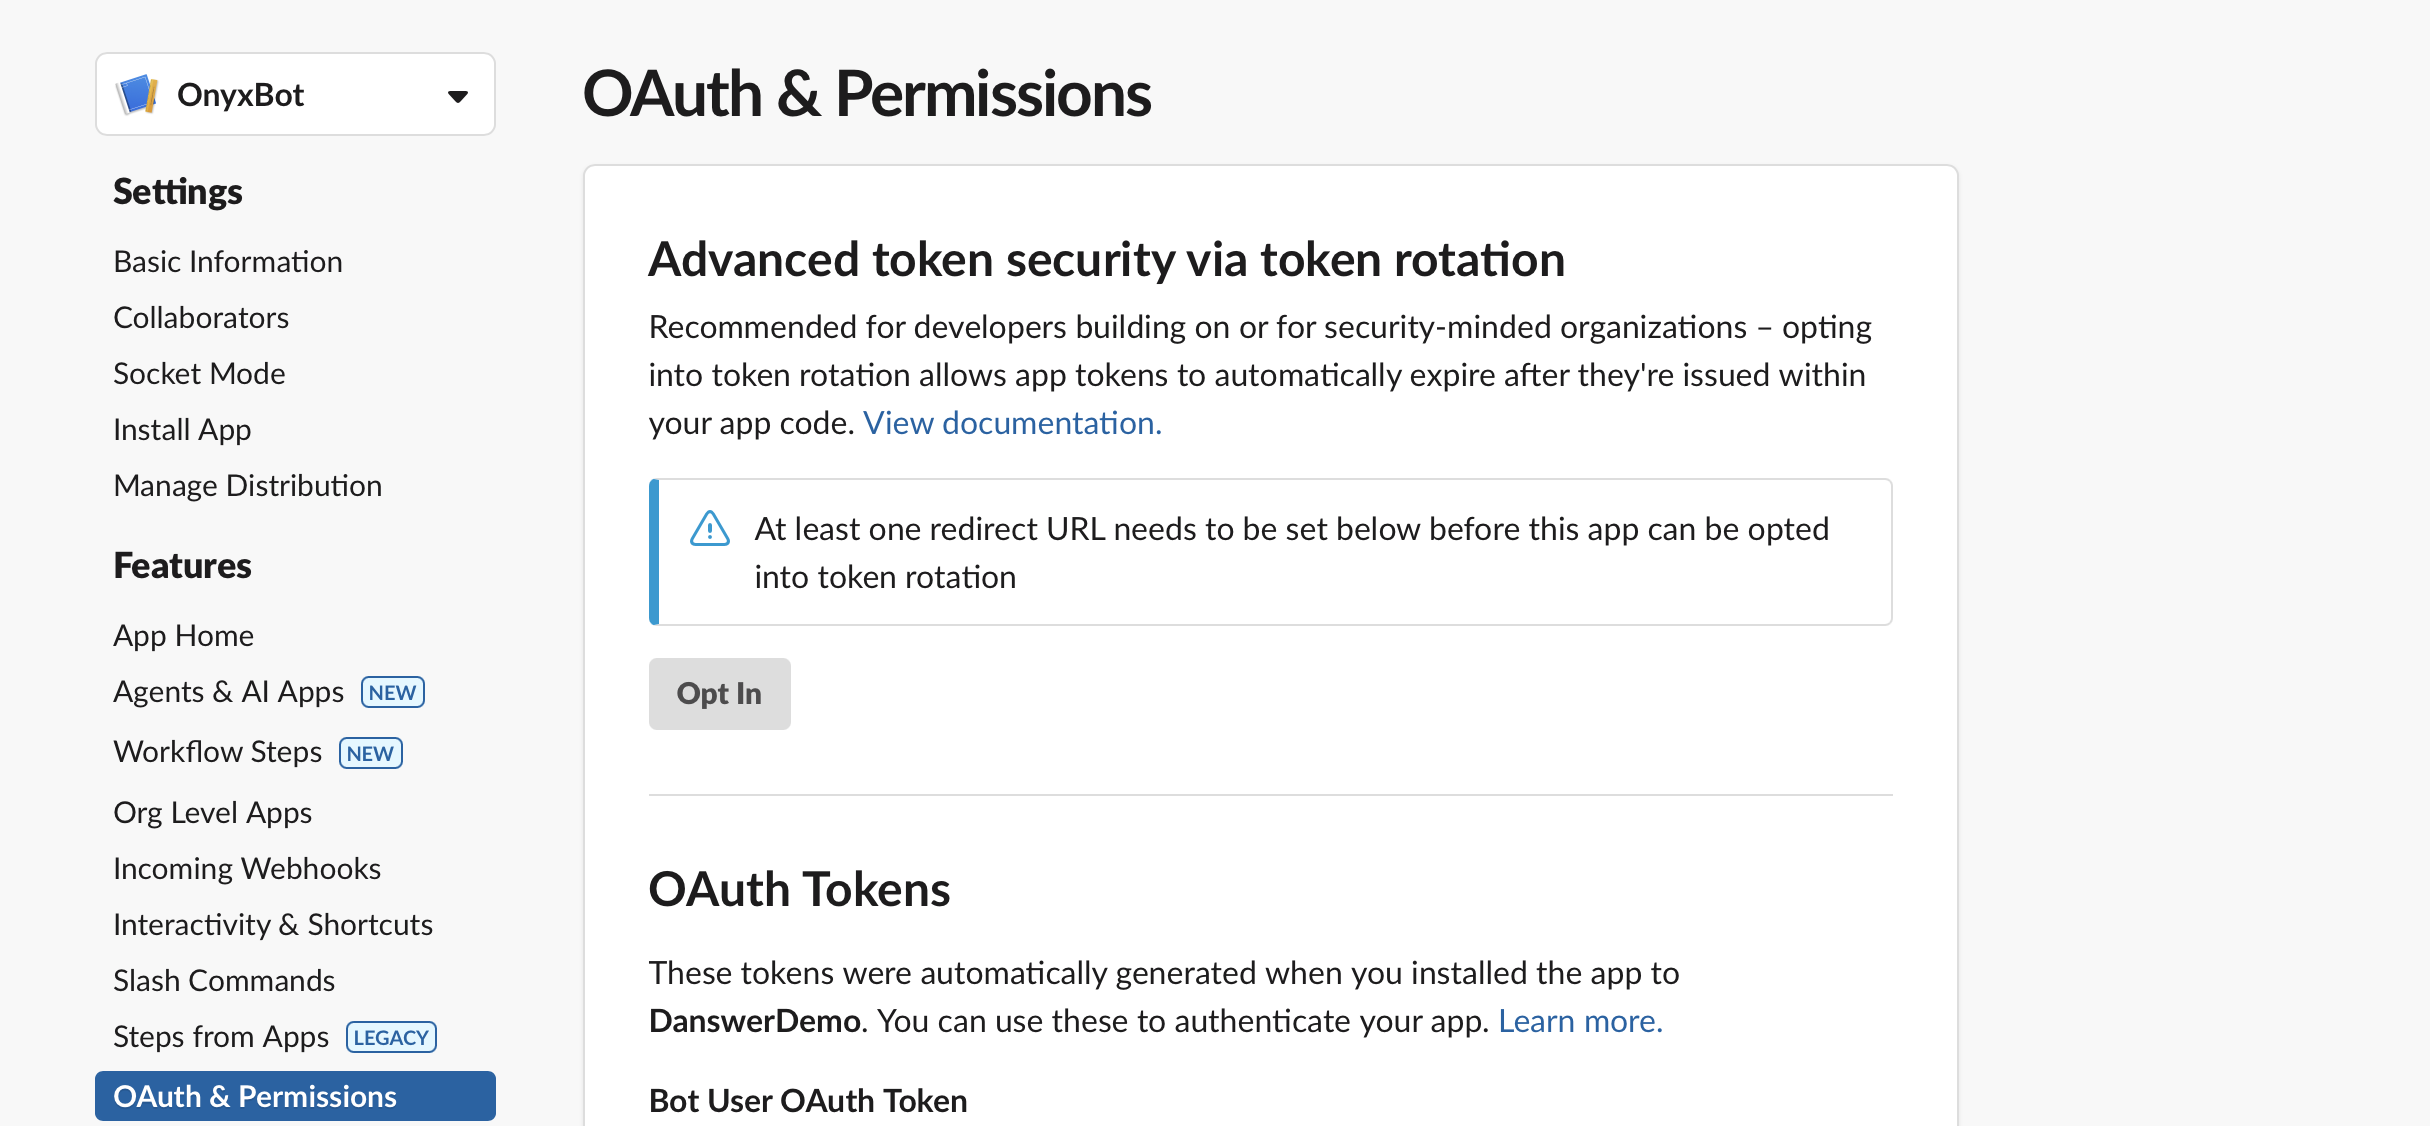 OnyxBot
Settings
Basic Information
Collaborators
Socket Mode
Install App
Manage Distribution
Features
App Home
Agents & AI Apps NEW
Workflow Steps NEW
Org Level Apps
Incoming Webhooks
Interactivity & Shortcuts
Slash Commands
Steps from Apps LEGACY
OAuth & Permissions
OAuth & Permissions
Advanced token security via token rotation
Recommended for developers building on or for security-minded organizations – opting
into token rotation allows app tokens to automatically expire after they're issued within
your app code. View documentation.
At least one redirect URL needs to be set below before this app can be opted
into token rotation
Opt In
OAuth Tokens
These tokens were automatically generated when you installed the app to
DanswerDemo. You can use these to authenticate your app. Learn more.
Bot User OAuth Token